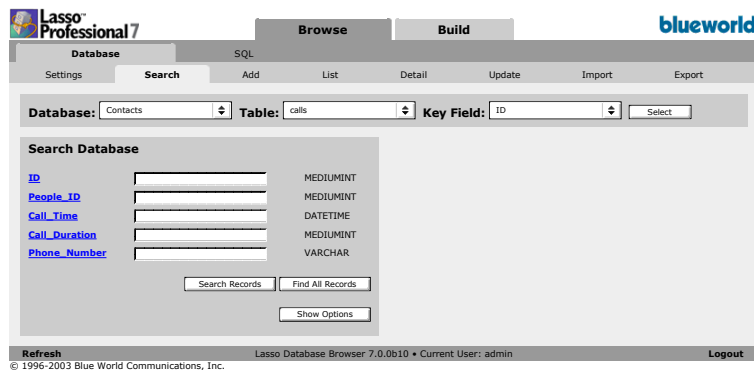 Lasso™
Professional 7
Browse Build
blueworld
Database SQL
Settings Search Add List Detail Update Import Export
Database: Contacts Table: calls Key Field: ID Select
Search Database
ID MEDIUMINT
People_ID MEDIUMINT
Call_Time DATETIME
Call_Duration MEDIUMINT
Phone_Number VARCHAR
Search Records Find All Records
Show Options
Refresh Lasso Database Browser 7.0.0b10 • Current User: admin Logout
© 1996-2003 Blue World Communications, Inc.